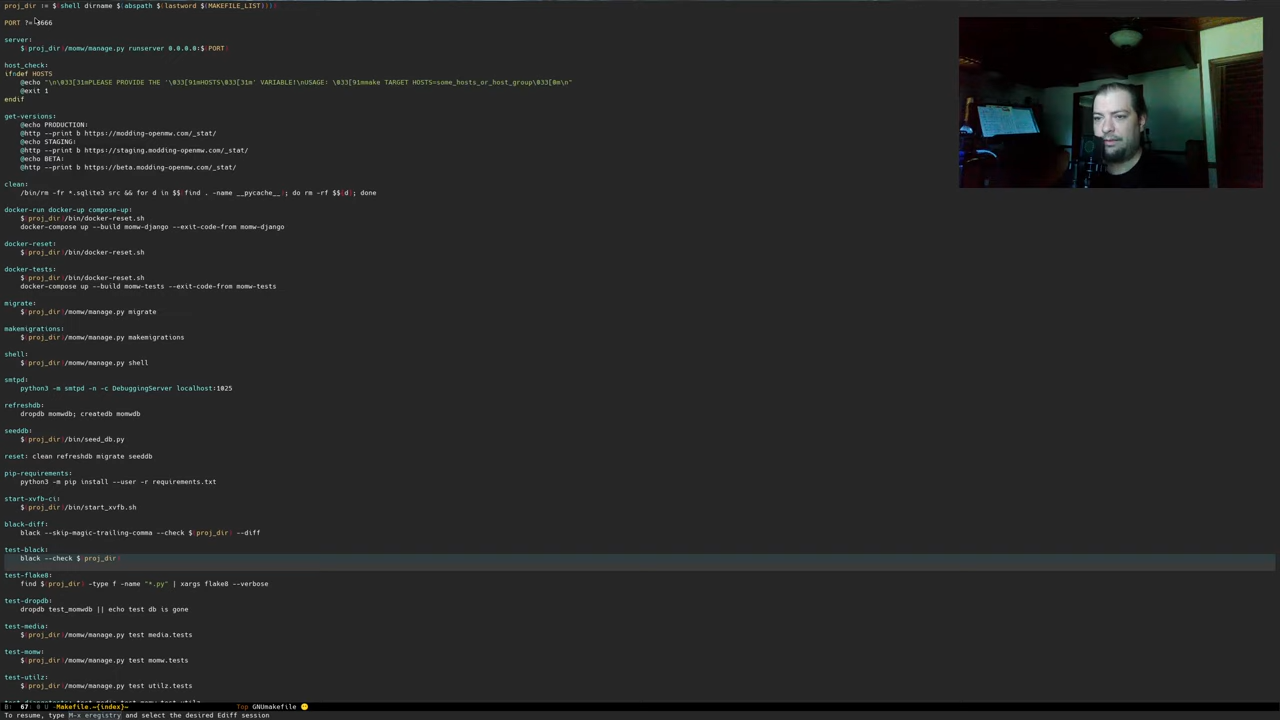 proj_dir := $(shell dirname $(abspath $(lastword $(MAKEFILE_LIST))))
PORT ?= 8666
server:
$(proj_dir)/momw/manage.py runserver 0.0.0.0:$(PORT)
host_check:
ifndef HOSTS
@echo "\n\033[31mPLEASE PROVIDE THE '\033[91mHOSTS\033[31m' VARIABLE!\nUSAGE: \033[91mmake TARGET HOSTS=some_hosts_or_host_group\033[0m\n"
@exit 1
endif
get-versions:
@echo PRODUCTION:
@http --print b https://modding-openmw.com/_stat/
@echo STAGING:
@http --print b https://staging.modding-openmw.com/_stat/
@echo BETA:
@http --print b https://beta.modding-openmw.com/_stat/
clean:
/bin/rm -fr *.sqlite3 src && for d in $$(find . -name __pycache__); do rm -rf $${d}; done
docker-run docker-up compose-up:
$(proj_dir)/bin/docker-reset.sh
docker-compose up --build momw-django --exit-code-from momw-django
docker-reset:
$(proj_dir)/bin/docker-reset.sh
docker-tests:
$(proj_dir)/bin/docker-reset.sh
docker-compose up --build momw-tests --exit-code-from momw-tests
migrate:
$(proj_dir)/momw/manage.py migrate
makemigrations:
$(proj_dir)/momw/manage.py makemigrations
shell:
$(proj_dir)/momw/manage.py shell
smtpd:
python3 -m smtpd -n -c DebuggingServer localhost:1025
refreshdb:
dropdb momwdb; createdb momwdb
seeddb:
$(proj_dir)/bin/seed_db.py
reset: clean refreshdb migrate seeddb
pip-requirements:
python3 -m pip install --user -r requirements.txt
start-xvfb-ci:
$(proj_dir)/bin/start_xvfb.sh
black-diff:
black --skip-magic-trailing-comma --check $(proj_dir) --diff
test-black:
black --check $(proj_dir)
test-flake8:
find $(proj_dir) -type f -name "*.py" | xargs flake8 --verbose
test-dropdb:
dropdb test_momwdb || echo test db is gone
test-media:
$(proj_dir)/momw/manage.py test media.tests
test-momw:
$(proj_dir)/momw/manage.py test momw.tests
test-utilz:
$(proj_dir)/momw/manage.py test utilz.tests
67: 0 U -Makefile.~{index}~ Top GNUmakefile
To resume, type M-x eregistry and select the desired Ediff session